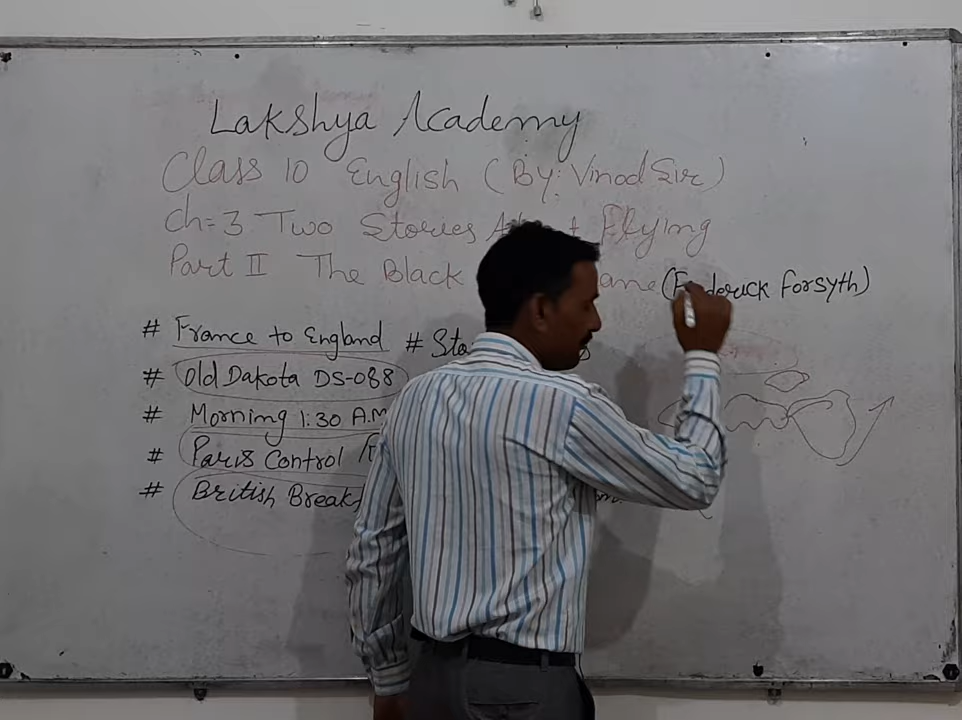 Lakshya Academy
Class 10 English (By: Vinod Sir)
Ch=3 Two Stories Flying
Part II The Black (Frederick Forsyth)
# France to England #
# Old Dakota DS-088
# Morning 1:30 A.M
# Paris Control
# British